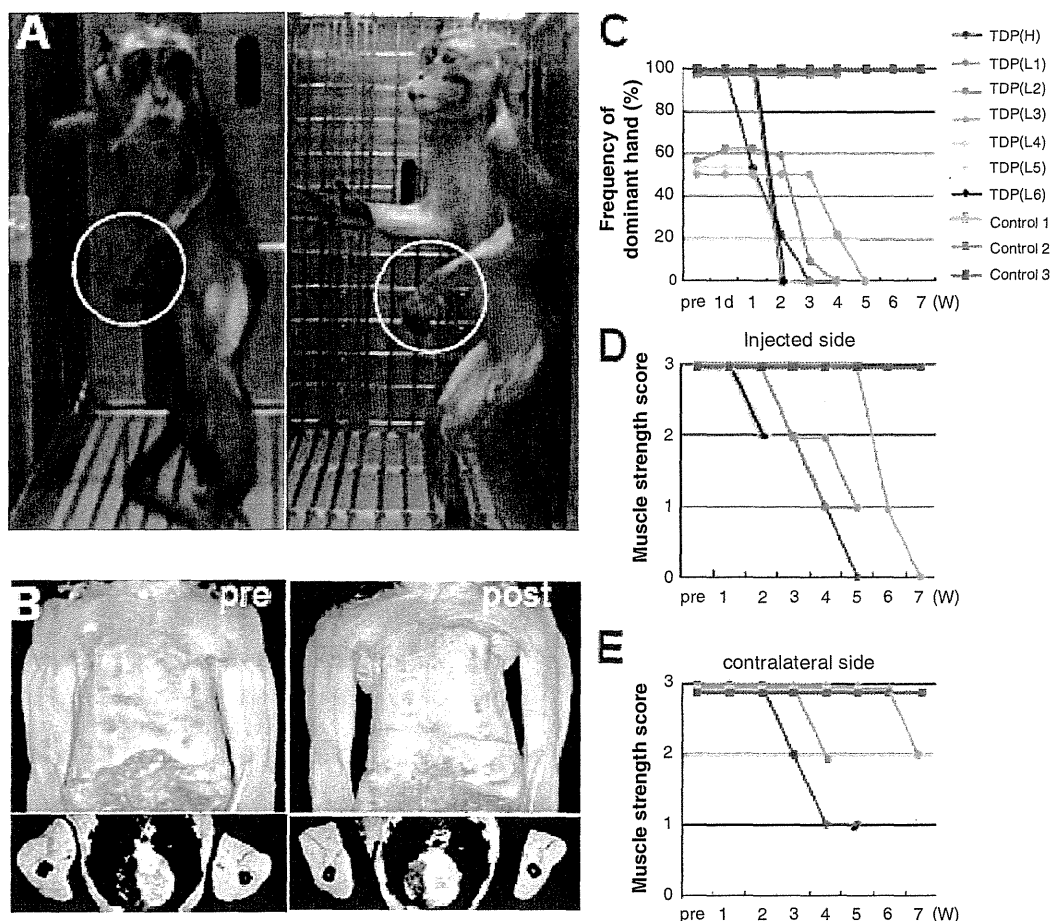 A
B
pre
post
C
Frequency of dominant hand (%)
100
80
60
40
20
0
pre 1d 1 2 3 4 5 6 7 (W)
TDP(H)
TDP(L1)
TDP(L2)
TDP(L3)
TDP(L4)
TDP(L5)
TDP(L6)
Control 1
Control 2
Control 3
D
Injected side
Muscle strength score
3
2
1
0
pre 1 2 3 4 5 6 7 (W)
E
contralateral side
Muscle strength score
3
2
1
0
pre 1 2 3 4 5 6 7 (W)